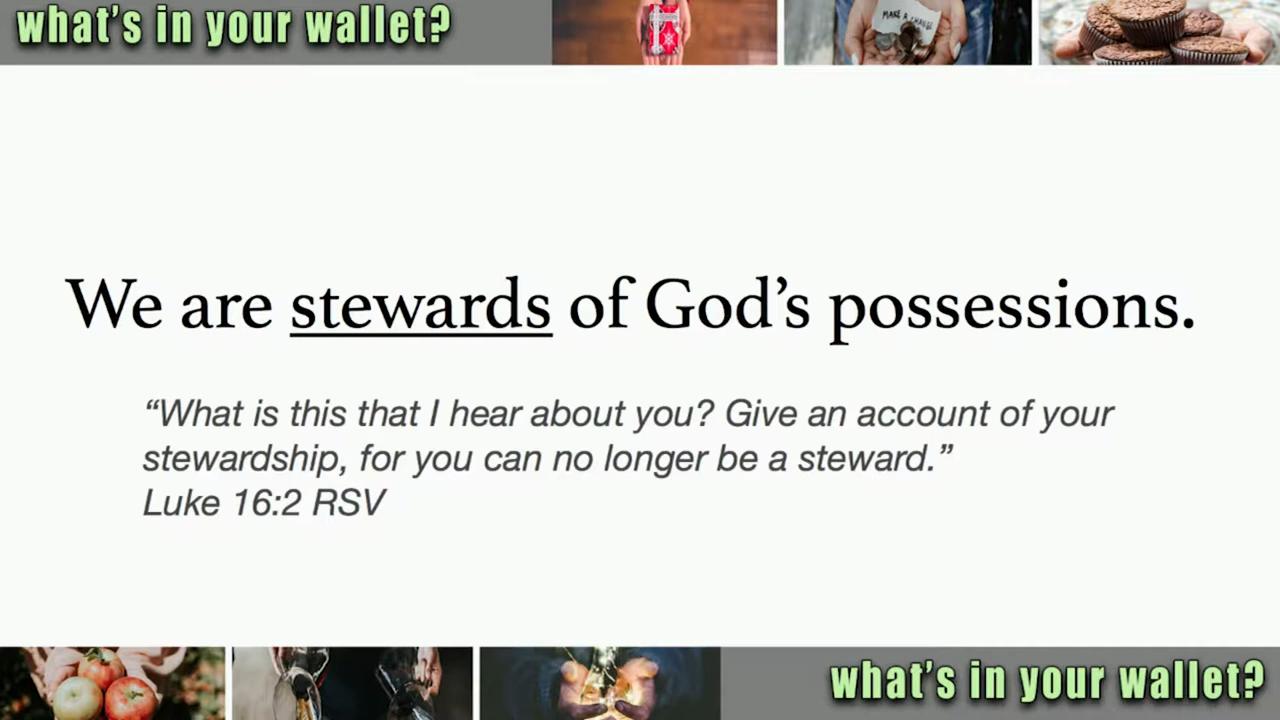 what's in your wallet?
MAKE A CHANGE
We are stewards of God's possessions.
“What is this that I hear about you? Give an account of your
stewardship, for you can no longer be a steward.”
Luke 16:2 RSV
what's in your wallet?